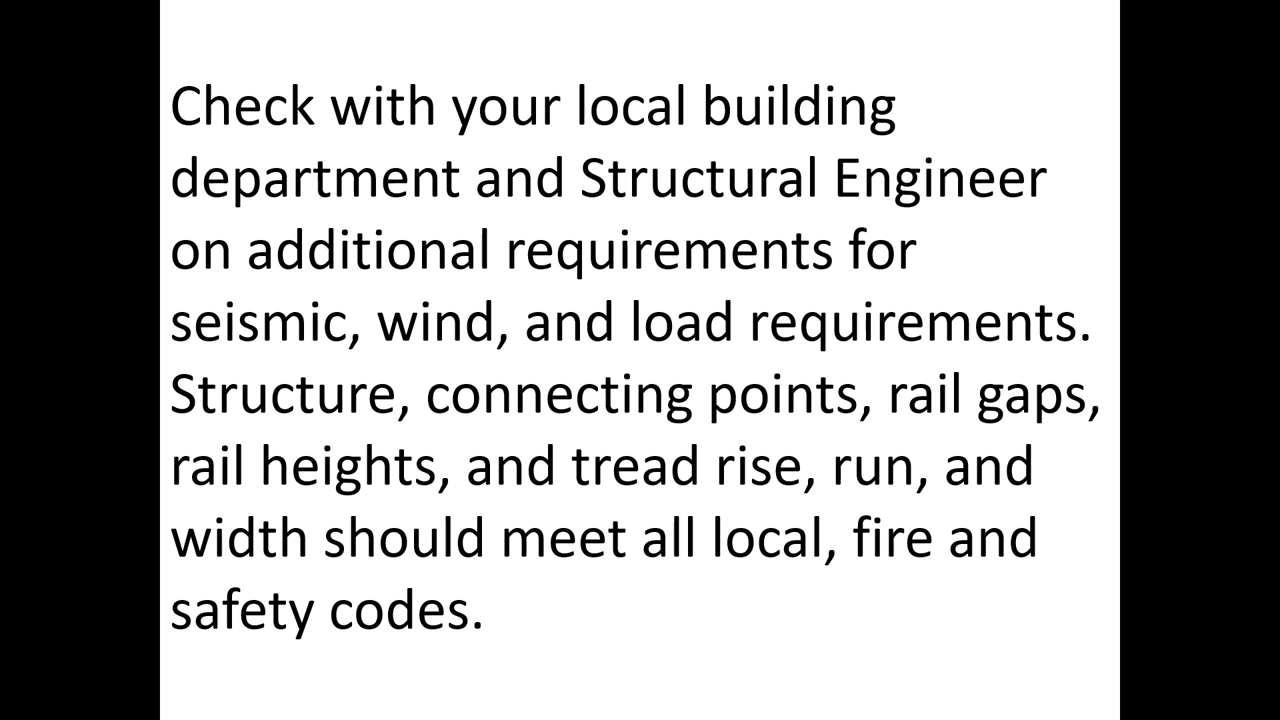 Check with your local building
department and Structural Engineer
on additional requirements for
seismic, wind, and load requirements.
Structure, connecting points, rail gaps,
rail heights, and tread rise, run, and
width should meet all local, fire and
safety codes.